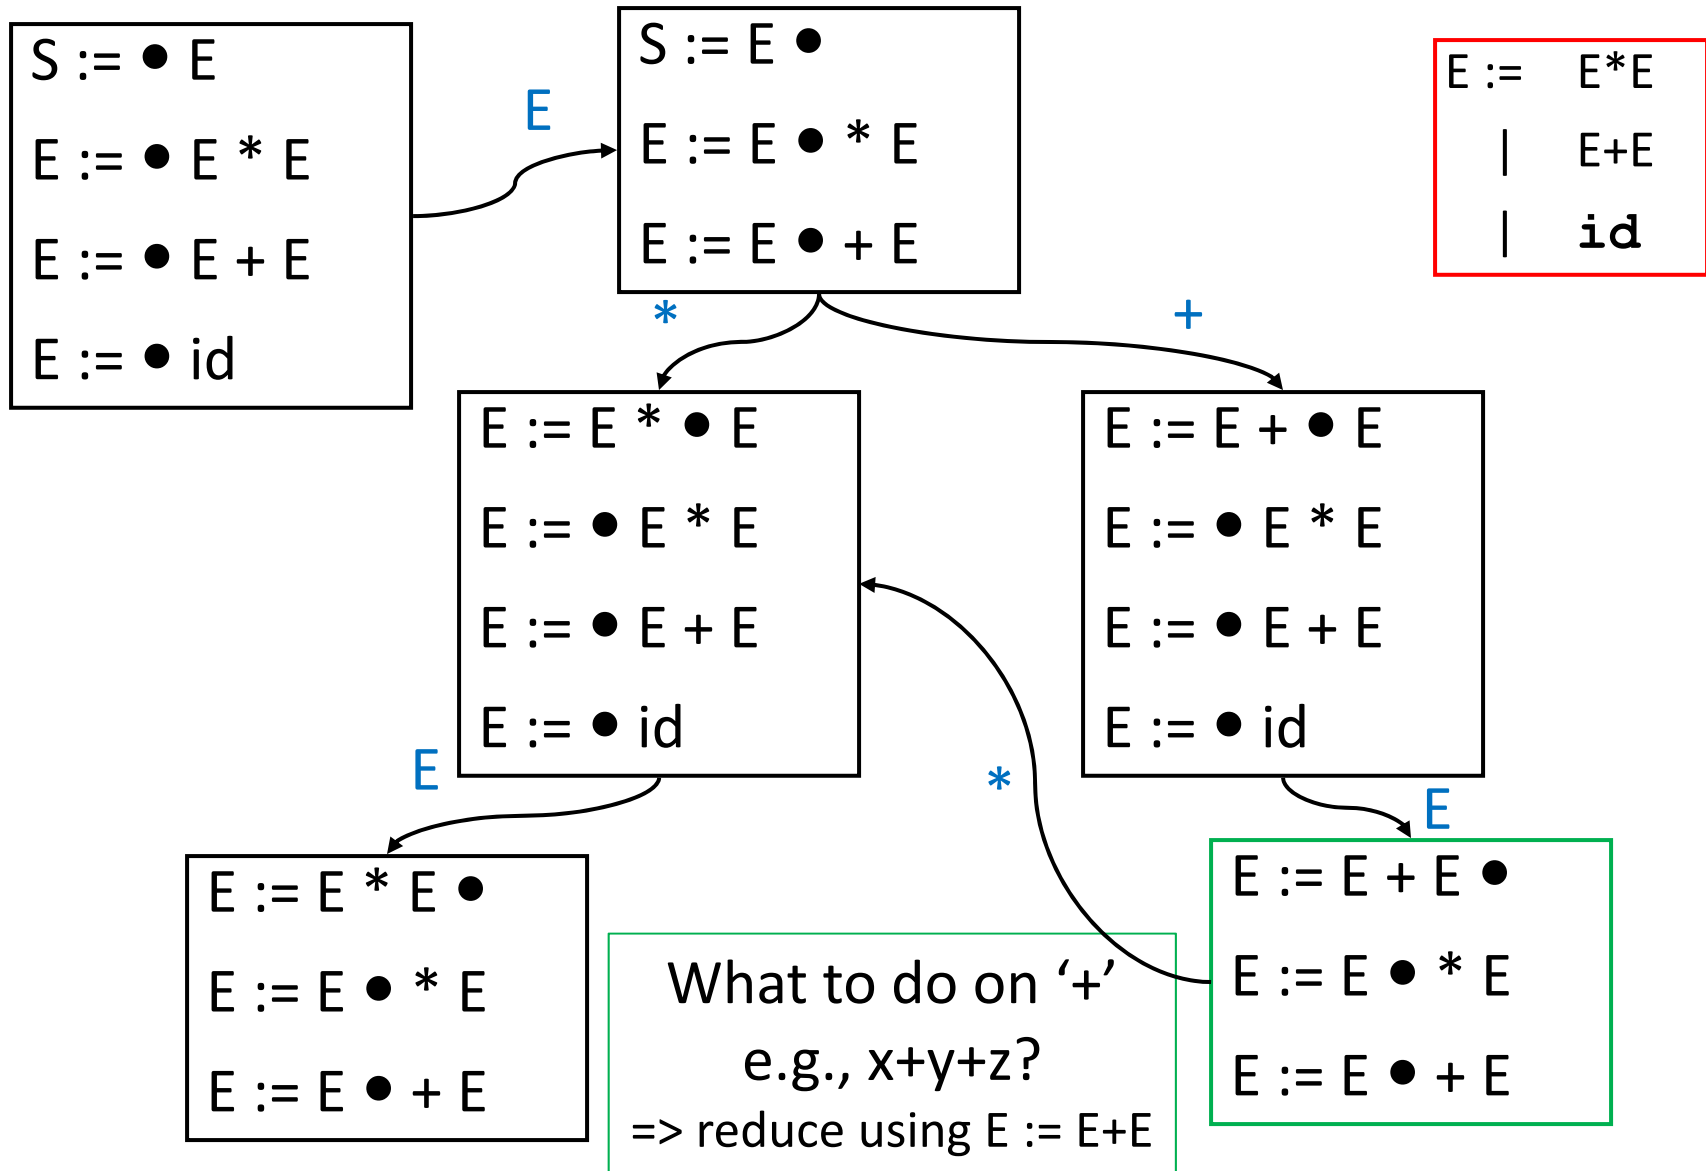 S := ● E
E := ● E * E
E := ● E + E
E := ● id
E
S := E ●
E := E ● * E
E := E ● + E
E := E*E
| E+E
| id
*
+
E := E * ● E
E := ● E * E
E := ● E + E
E := ● id
E := E + ● E
E := ● E * E
E := ● E + E
E := ● id
E
*
E
E := E * E ●
E := E ● * E
E := E ● + E
What to do on ‘+’
e.g., x+y+z?
=> reduce using E := E+E
E := E + E ●
E := E ● * E
E := E ● + E